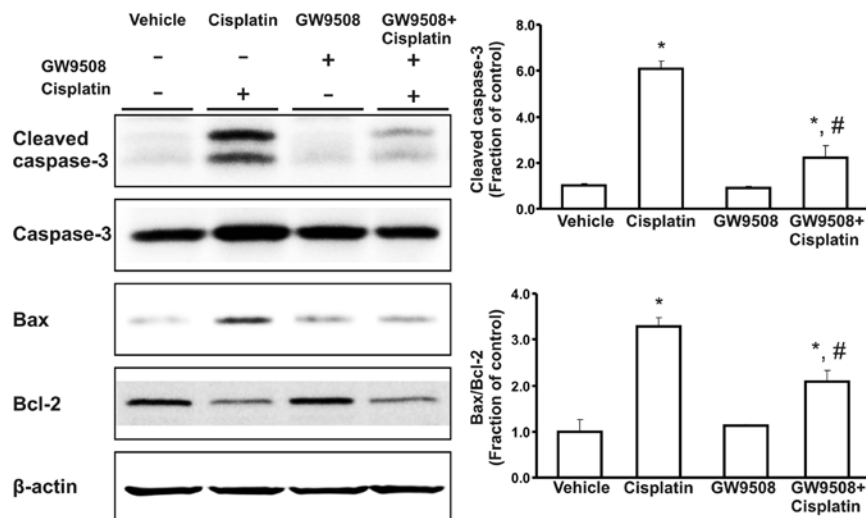 Vehicle Cisplatin GW9508 GW9508+
Cisplatin
GW9508 – – + +
Cisplatin – + – +
Cleaved
caspase-3
Caspase-3
Bax
Bcl-2
β-actin
Cleaved caspase-3
(Fraction of control)
8.0
6.0
4.0
2.0
0.0
*
*, #
Vehicle Cisplatin GW9508 GW9508+
Cisplatin
Bax/Bcl-2
(Fraction of control)
4.0
3.0
2.0
1.0
0.0
*
*, #
Vehicle Cisplatin GW9508 GW9508+
Cisplatin